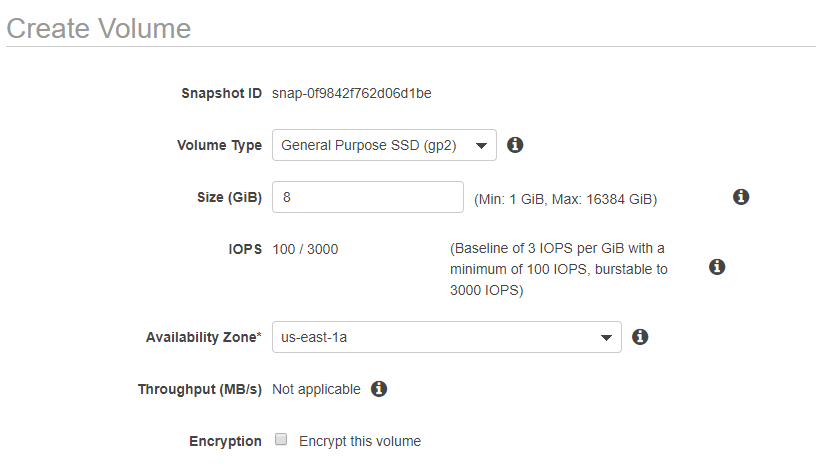 Create Volume
Snapshot ID snap-0f9842f762d06d1be
Volume Type General Purpose SSD (gp2)
Size (GiB) 8 (Min: 1 GiB, Max: 16384 GiB)
IOPS 100 / 3000 (Baseline of 3 IOPS per GiB with a
minimum of 100 IOPS, burstable to
3000 IOPS)
Availability Zone* us-east-1a
Throughput (MB/s) Not applicable
Encryption Encrypt this volume